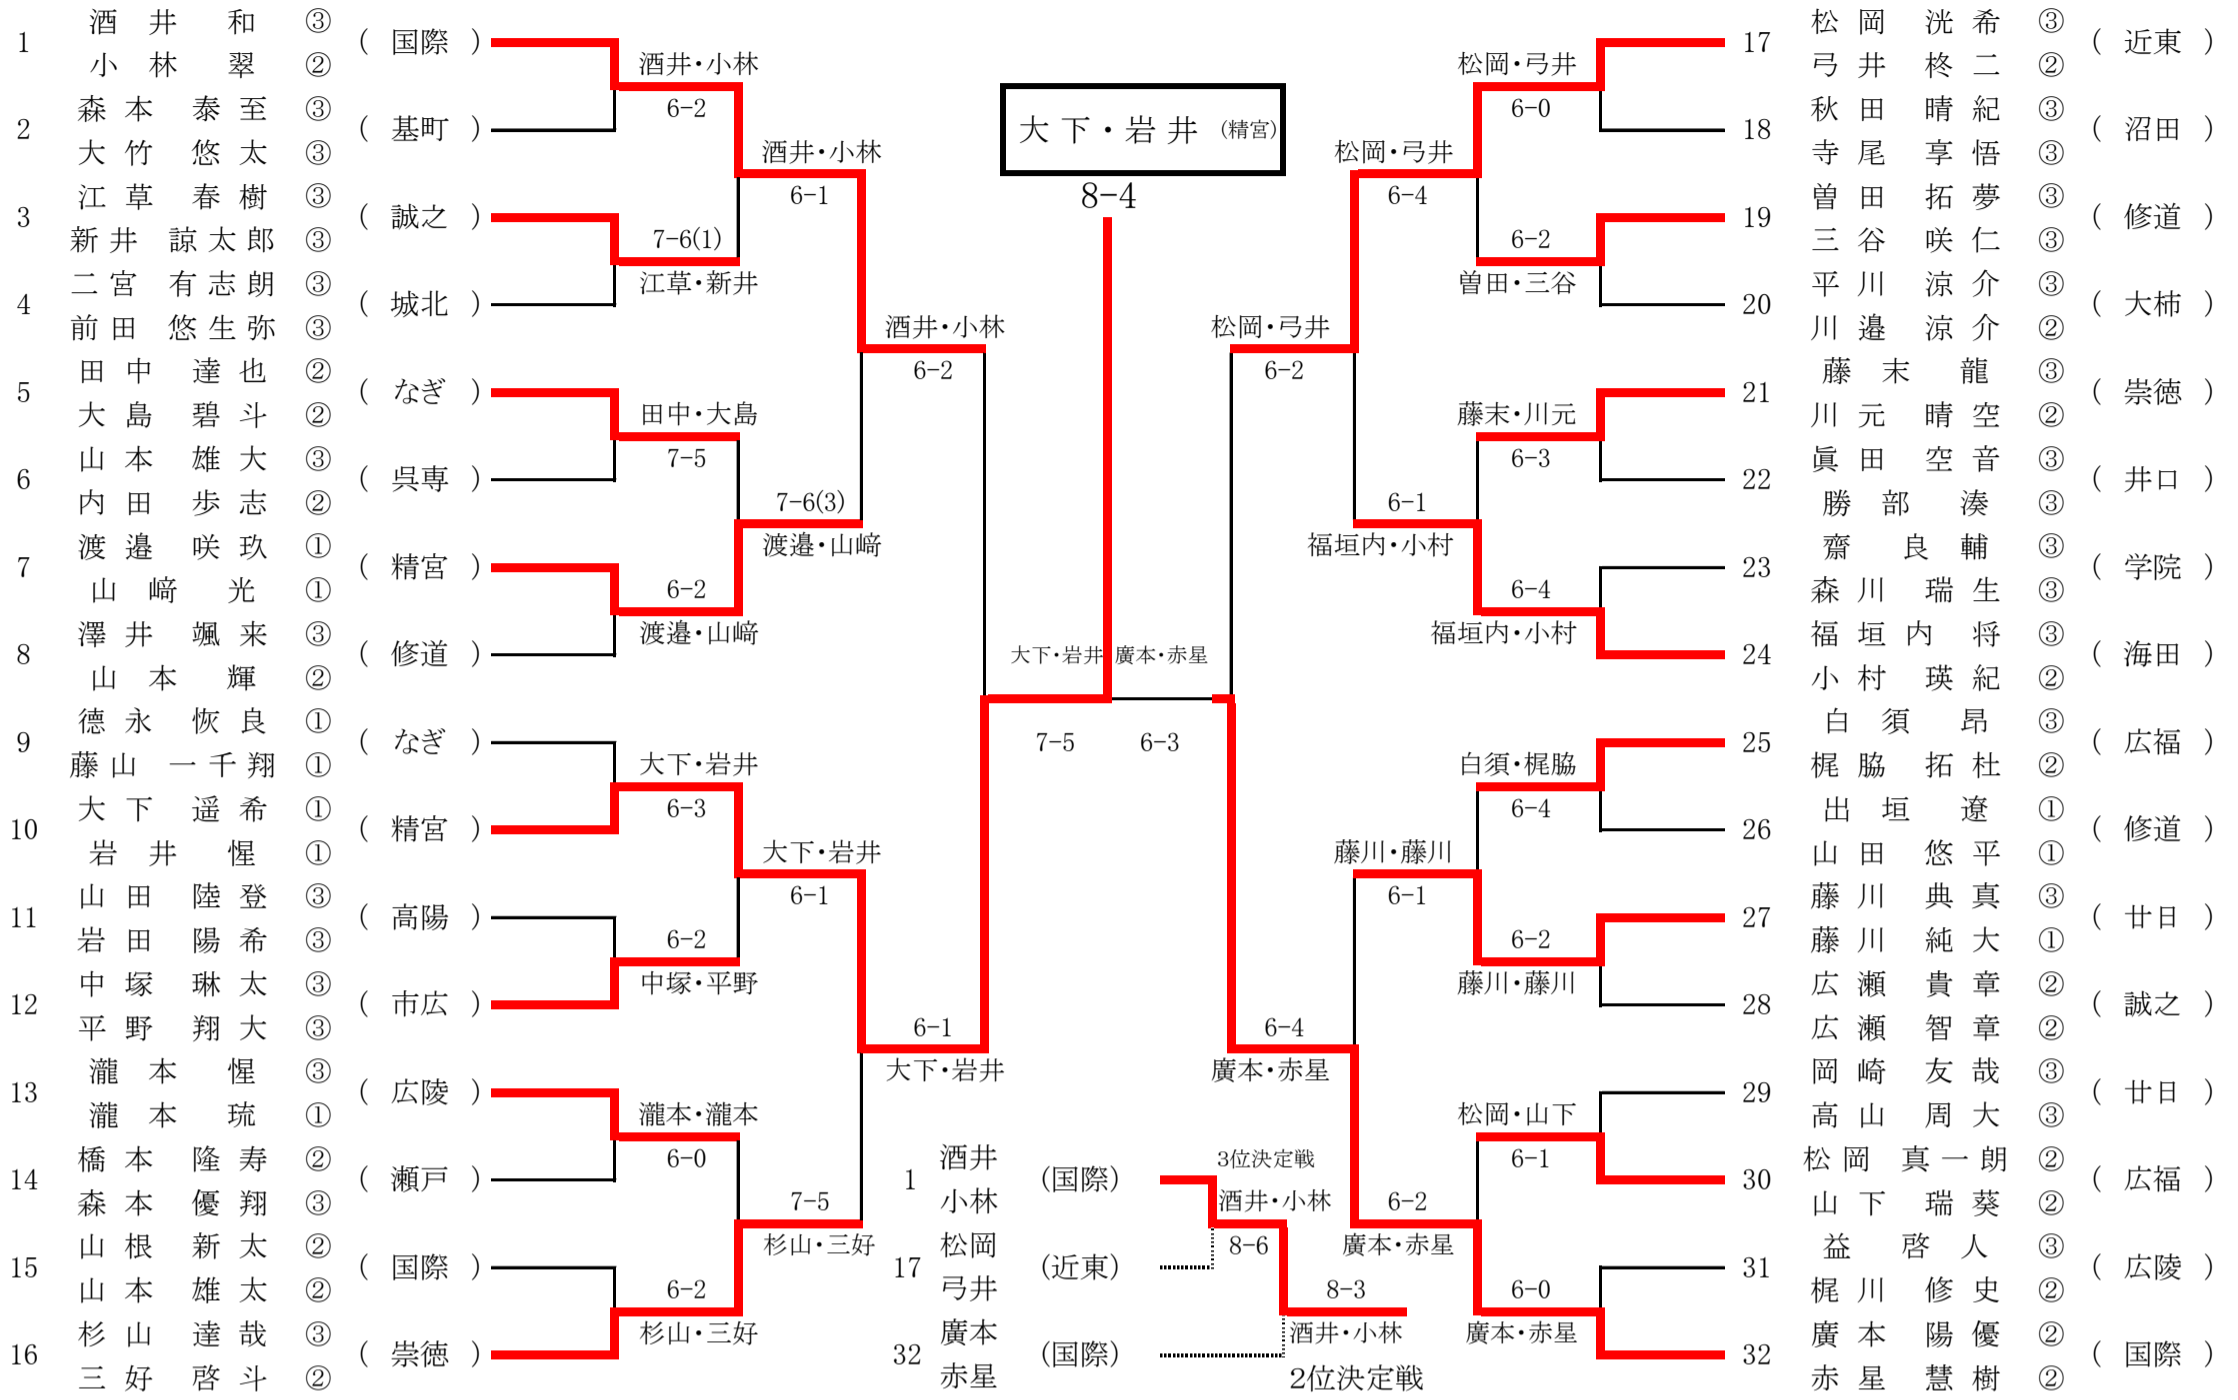 1 酒井 和 ③ ( 国際 )
小林 翠 ②
2 森本 泰至 ③ ( 基町 )
大竹 悠太 ③
3 江草 春樹 ③ ( 誠之 )
新井 諒太郎 ③
4 二宮 有志朗 ③ ( 城北 )
前田 悠生弥 ③
5 田中 達也 ② ( なぎ )
大島 碧斗 ②
6 山本 雄大 ③ ( 呉専 )
内田 歩志 ②
7 渡邉 咲玖 ① ( 精宮 )
山﨑 光 ①
8 澤井 颯来 ③ ( 修道 )
山本 輝 ②
9 德永 恢良 ① ( なぎ )
藤山 一千翔 ①
10 大下 遥希 ① ( 精宮 )
岩井 惺 ①
11 山田 陸登 ③ ( 高陽 )
岩田 陽希 ③
12 中塚 琳太 ③ ( 市広 )
平野 翔大 ③
13 瀧本 惺 ③ ( 広陵 )
瀧本 琉 ①
14 橋本 隆寿 ② ( 瀬戸 )
森本 優翔 ③
15 山根 新太 ② ( 国際 )
山本 雄太 ②
16 杉山 達哉 ③ ( 崇徳 )
三好 啓斗 ②
酒井・小林
6-2
7-6(1)
江草・新井
田中・大島
7-5
6-2
渡邉・山﨑
大下・岩井
6-3
6-2
中塚・平野
瀧本・瀧本
6-0
6-2
杉山・三好
酒井・小林
6-1
7-6(3)
渡邉・山﨑
大下・岩井
6-1
7-5
杉山・三好
酒井・小林
6-2
6-1
大下・岩井
大下・岩井 (精宮)
8-4
大下・岩井 廣本・赤星
7-5 6-3
松岡・弓井
6-2
6-4
廣本・赤星
松岡・弓井
6-4
6-1
福垣内・小村
藤川・藤川
6-1
6-2
廣本・赤星
松岡・弓井
6-0
6-2
曽田・三谷
藤末・川元
6-3
6-4
福垣内・小村
白須・梶脇
6-4
6-2
藤川・藤川
松岡・山下
6-1
6-0
廣本・赤星
17 松岡 洸希 ③ ( 近東 )
弓井 柊二 ②
18 秋田 晴紀 ③ ( 沼田 )
寺尾 享悟 ③
19 曽田 拓夢 ③ ( 修道 )
三谷 咲仁 ③
20 平川 涼介 ③ ( 大柿 )
川邉 涼介 ②
21 藤末 龍 ③ ( 崇徳 )
川元 晴空 ②
22 眞田 空音 ③ ( 井口 )
勝部 湊 ③
23 齋 良輔 ③ ( 学院 )
森川 瑞生 ③
24 福垣内 将 ③ ( 海田 )
小村 瑛紀 ②
25 白須 昂 ③ ( 広福 )
梶脇 拓杜 ②
26 出垣 遼 ① ( 修道 )
山田 悠平 ①
27 藤川 典真 ③ ( 廿日 )
藤川 純大 ①
28 広瀬 貴章 ② ( 誠之 )
広瀬 智章 ②
29 岡崎 友哉 ③ ( 廿日 )
高山 周大 ③
30 松岡 真一朗 ② ( 広福 )
山下 瑞葵 ②
31 益 啓人 ③ ( 広陵 )
梶川 修史 ②
32 廣本 陽優 ② ( 国際 )
赤星 慧樹 ②
1 酒井 (国際)
小林
17 松岡 (近東)
弓井
32 廣本 (国際)
赤星
3位決定戦
酒井・小林
8-6
8-3
酒井・小林
2位決定戦